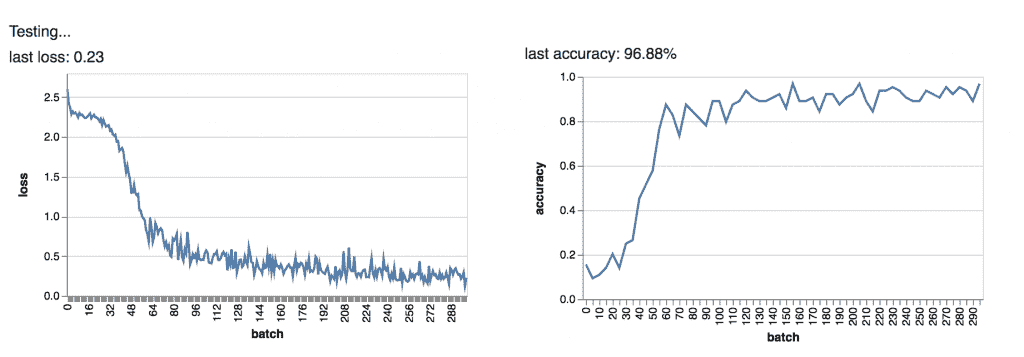 Testing...
last loss: 0.23
last accuracy: 96.88%
2.5
2.0
1.5
1.0
0.5
0.0
loss
0 16 32 48 64 80 96 112 128 144 160 176 192 208 224 240 256 272 288
batch
1.0
0.8
0.6
0.4
0.2
0.0
accuracy
0 10 20 30 40 50 60 70 80 90 100 110 120 130 140 150 160 170 180 190 200 210 220 230 240 250 260 270 280 290
batch